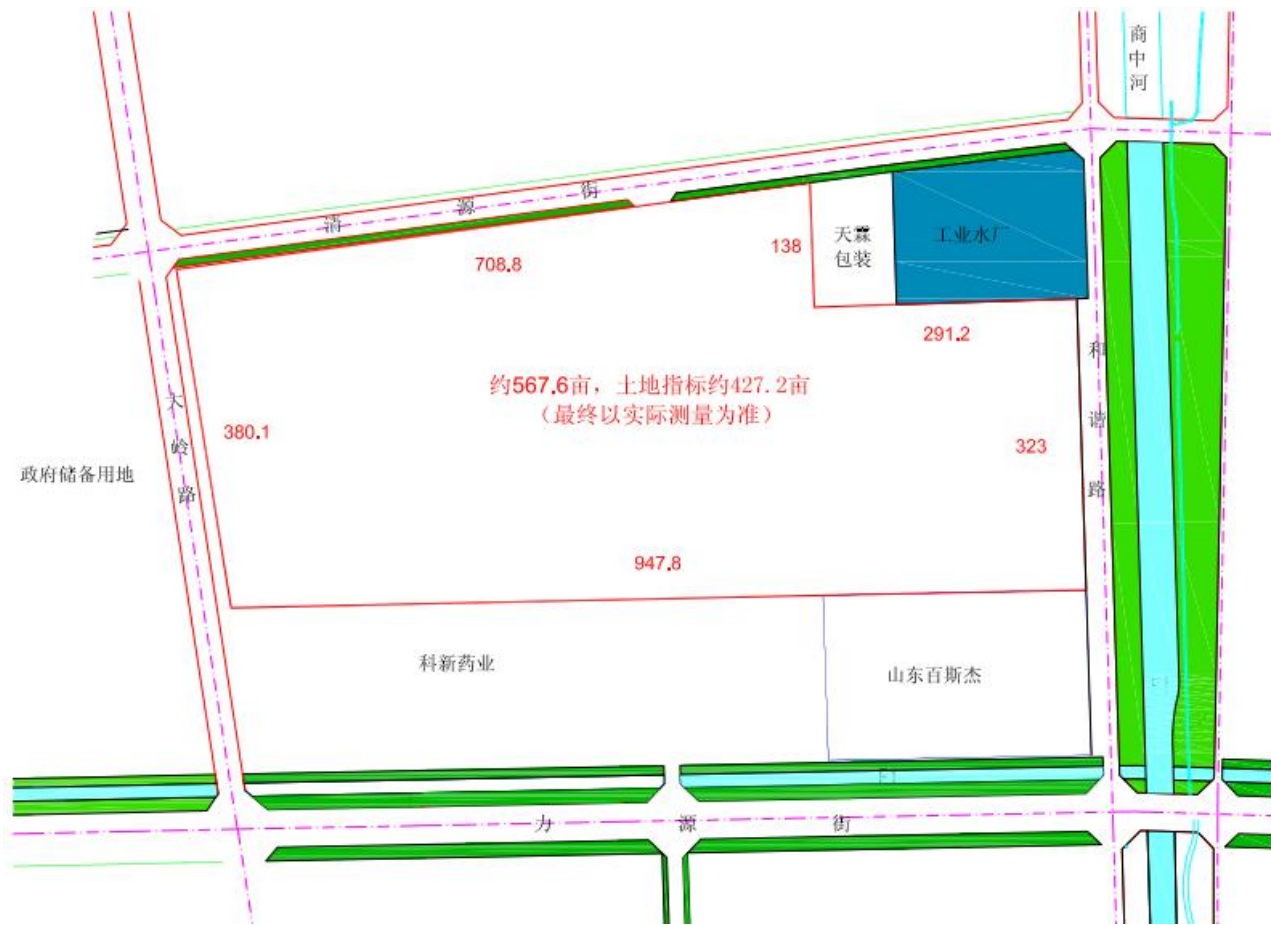 商中河
清源街
708.8
138
天霖
包装
工业水厂
291.2
和谐路
约567.6亩，土地指标约427.2亩
（最终以实际测量为准）
大岭路
380.1
323
政府储备用地
947.8
科新药业
山东百斯杰
力源街